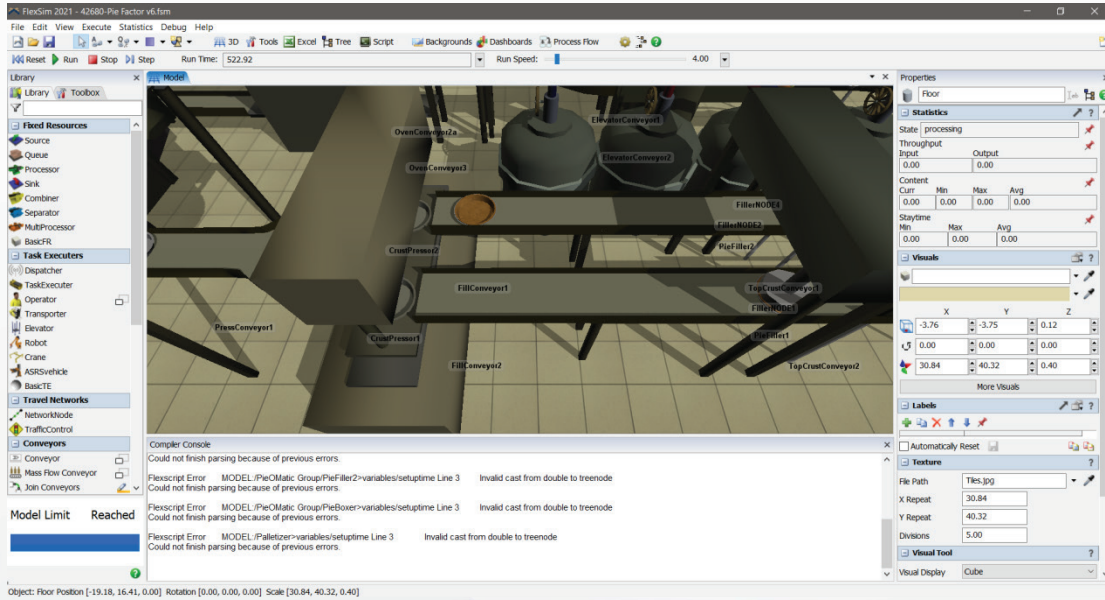 FlexSim 2021 - 42680-Pie Factor v6.fsm
File Edit View Execute Statistics Debug Help
3D Tools Excel Tree Script Backgrounds Dashboards Process Flow
Reset Run Stop Step Run Time: 522.92 Run Speed: 4.00
Library
Library Toolbox
Fixed Resources
Source
Queue
Processor
Sink
Combiner
Separator
MultiProcessor
BasicFR
Task Executers
Dispatcher
TaskExecuter
Operator
Transporter
Elevator
Robot
Crane
ASRSvehicle
BasicTE
Travel Networks
NetworkNode
TrafficControl
Conveyors
Conveyor
Mass Flow Conveyor
Join Conveyors
Model Limit Reached
Model
ElevatorConveyor1
OvenConveyor2a
ElevatorConveyor2
OvenConveyor3
FillerNODE4
FillerNODE2
PieFiller2
CrustPressor2
FillConveyor1
TopCrustConveyor1
FillerNODE1
PressConveyor1
CrustPressor1
PieFiller1
FillConveyor2
TopCrustConveyor2
Compiler Console
Could not finish parsing because of previous errors.
Flexscript Error MODEL:/PieOMatic Group/PieFiller2>variables/setuptime Line 3 Invalid cast from double to treenode
Could not finish parsing because of previous errors.
Flexscript Error MODEL:/PieOMatic Group/PieBoxer>variables/setuptime Line 3 Invalid cast from double to treenode
Could not finish parsing because of previous errors.
Flexscript Error MODEL:/Palletizer>variables/setuptime Line 3 Invalid cast from double to treenode
Could not finish parsing because of previous errors.
Properties
Floor
Statistics
State processing
Throughput
Input Output
0.00 0.00
Content
Curr Min Max Avg
0.00 0.00 0.00 0.00
Staytime
Min Max Avg
0.00 0.00 0.00
Visuals
X Y Z
-3.76 -3.75 0.12
0.00 0.00 0.00
30.84 40.32 0.40
More Visuals
Labels
Automatically Reset
Texture
File Path Tiles.jpg
X Repeat 30.84
Y Repeat 40.32
Divisions 5.00
Visual Tool
Visual Display Cube
Object: Floor Position [-19.18, 16.41, 0.00] Rotation [0.00, 0.00, 0.00] Scale [30.84, 40.32, 0.40]